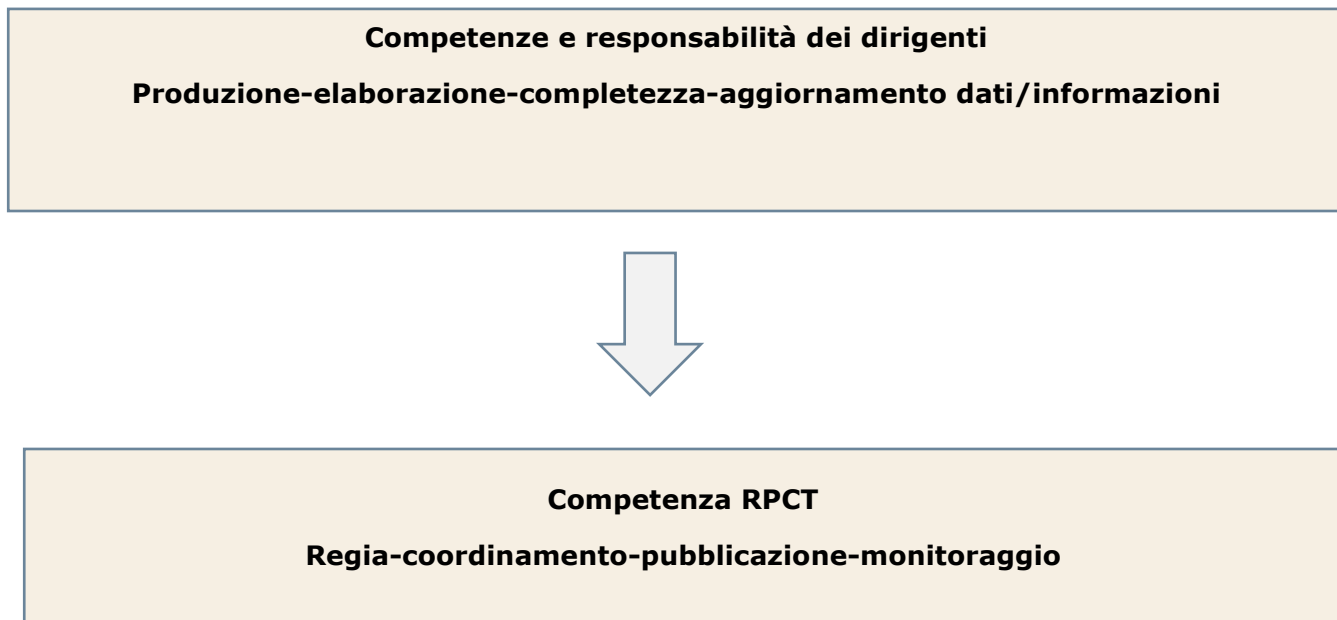 Competenze e responsabilità dei dirigenti
Produzione-elaborazione-completezza-aggiornamento dati/informazioni
Competenza RPCT
Regia-coordinamento-pubblicazione-monitoraggio